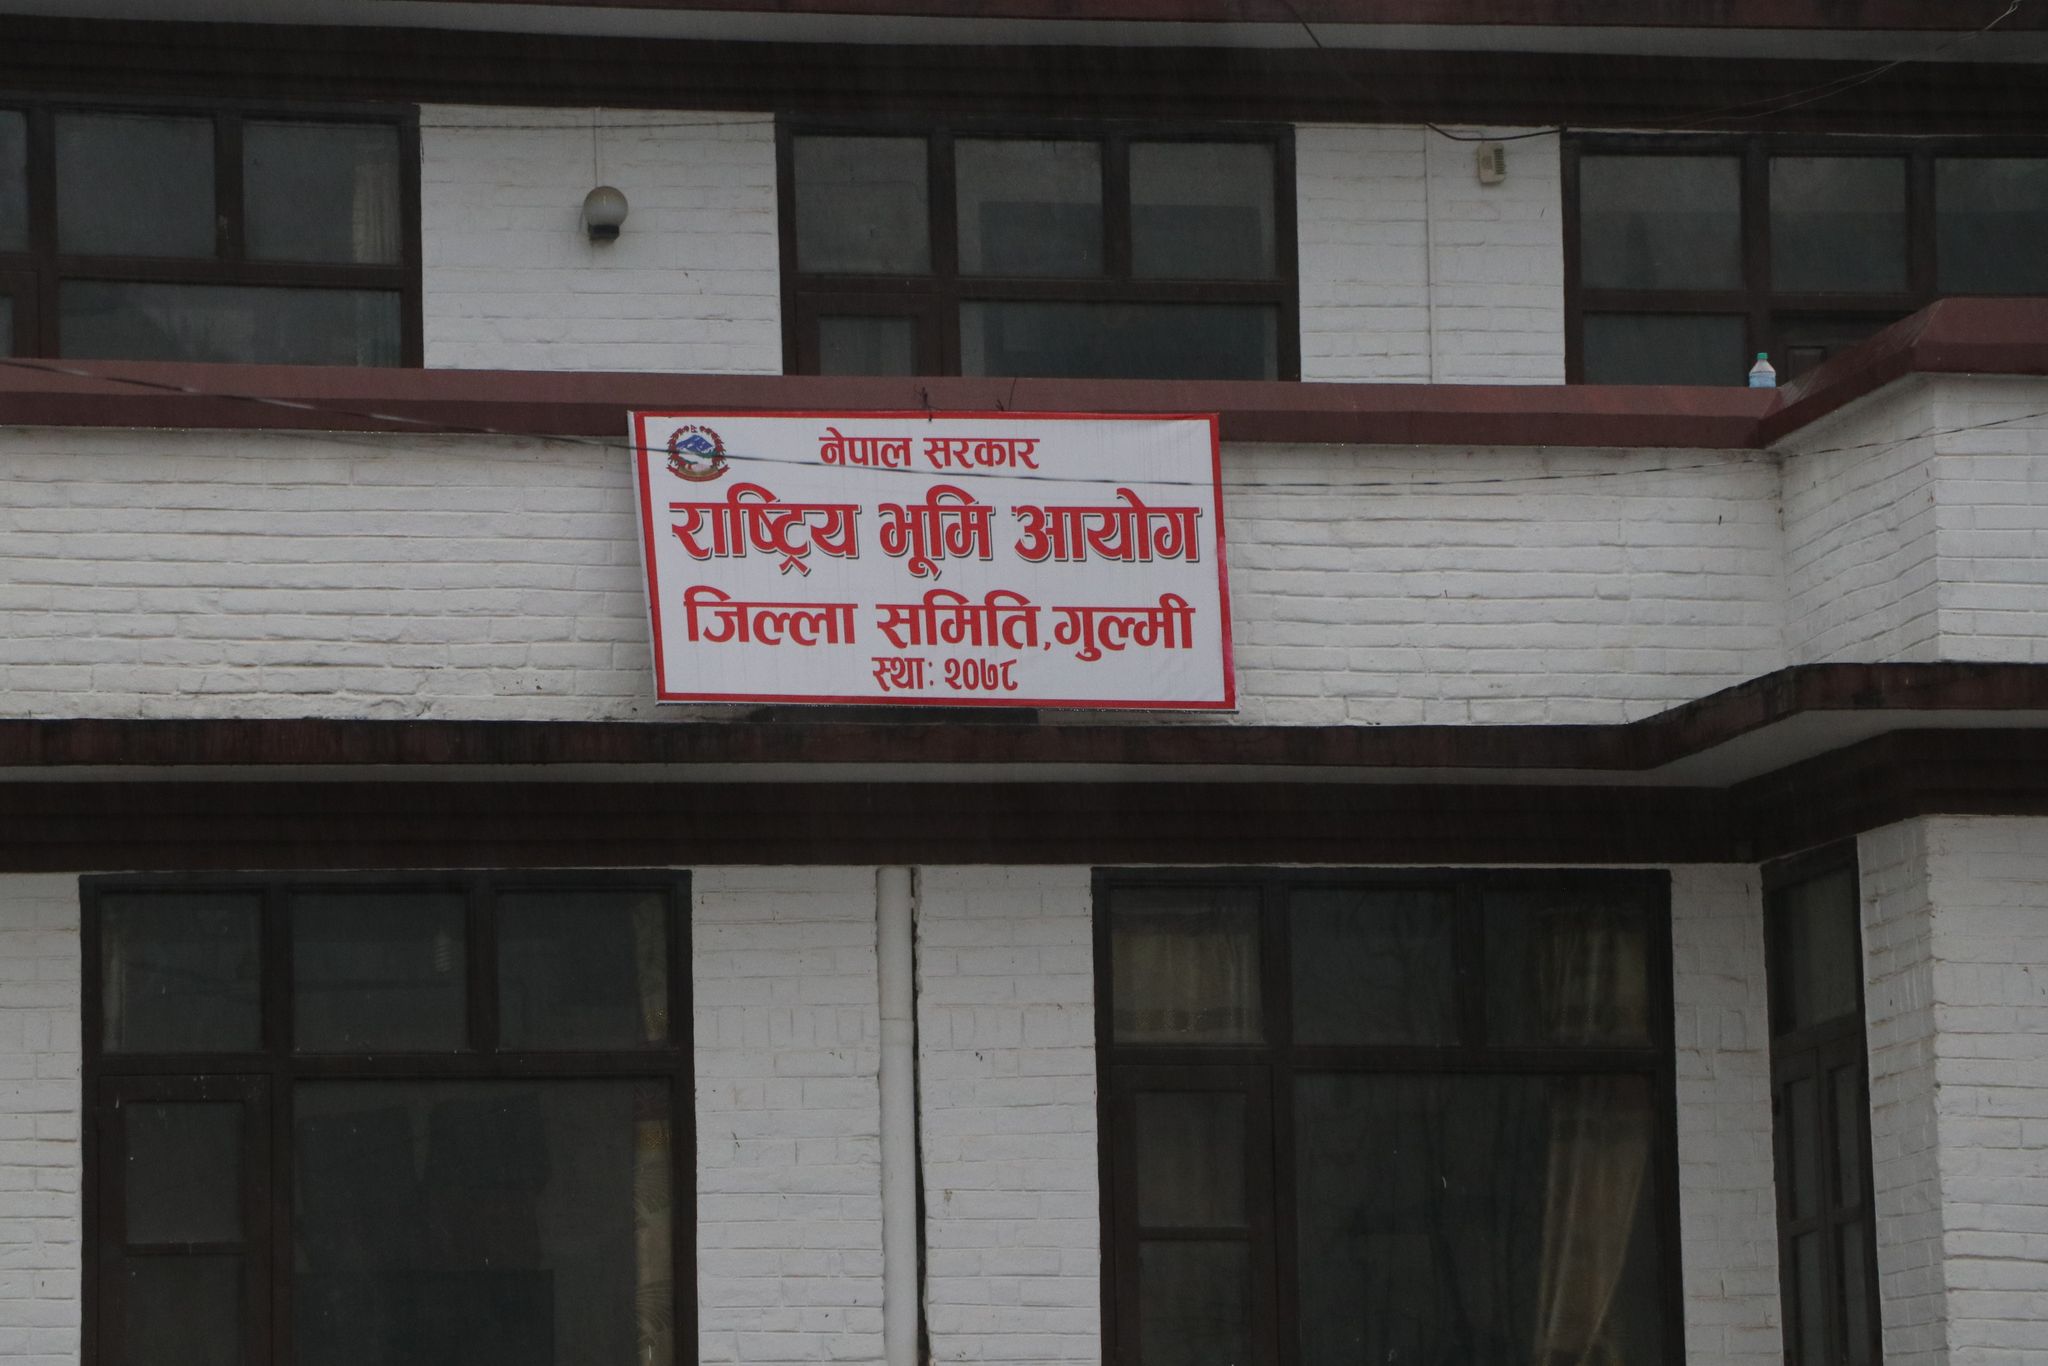 नेपाल सरकार
राष्ट्रिय भूमि आयोग
जिल्ला समिति, गुल्मी
स्था: २०७८